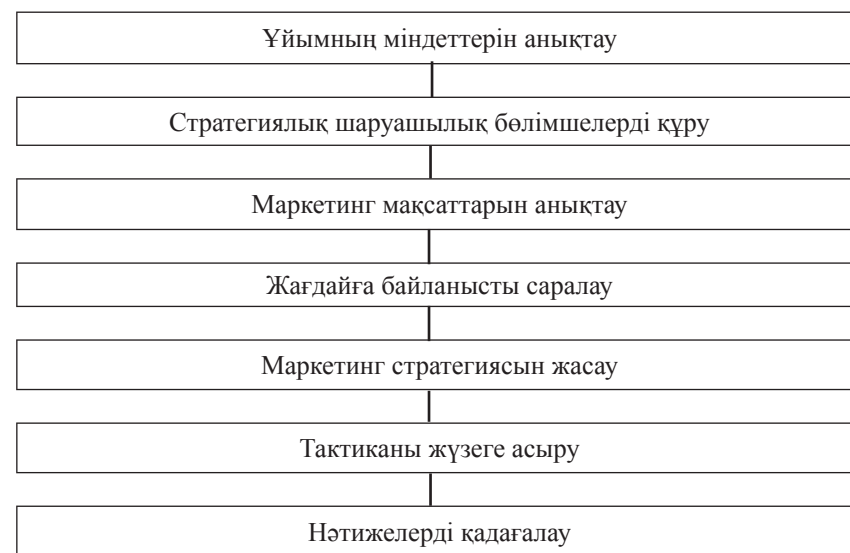 Ұйымның міндеттерін анықтау
Стратегиялық шаруашылық бөлімшелерді құру
Маркетинг мақсаттарын анықтау
Жағдайға байланысты саралау
Маркетинг стратегиясын жасау
Тактиканы жүзеге асыру
Нәтижелерді қадағалау